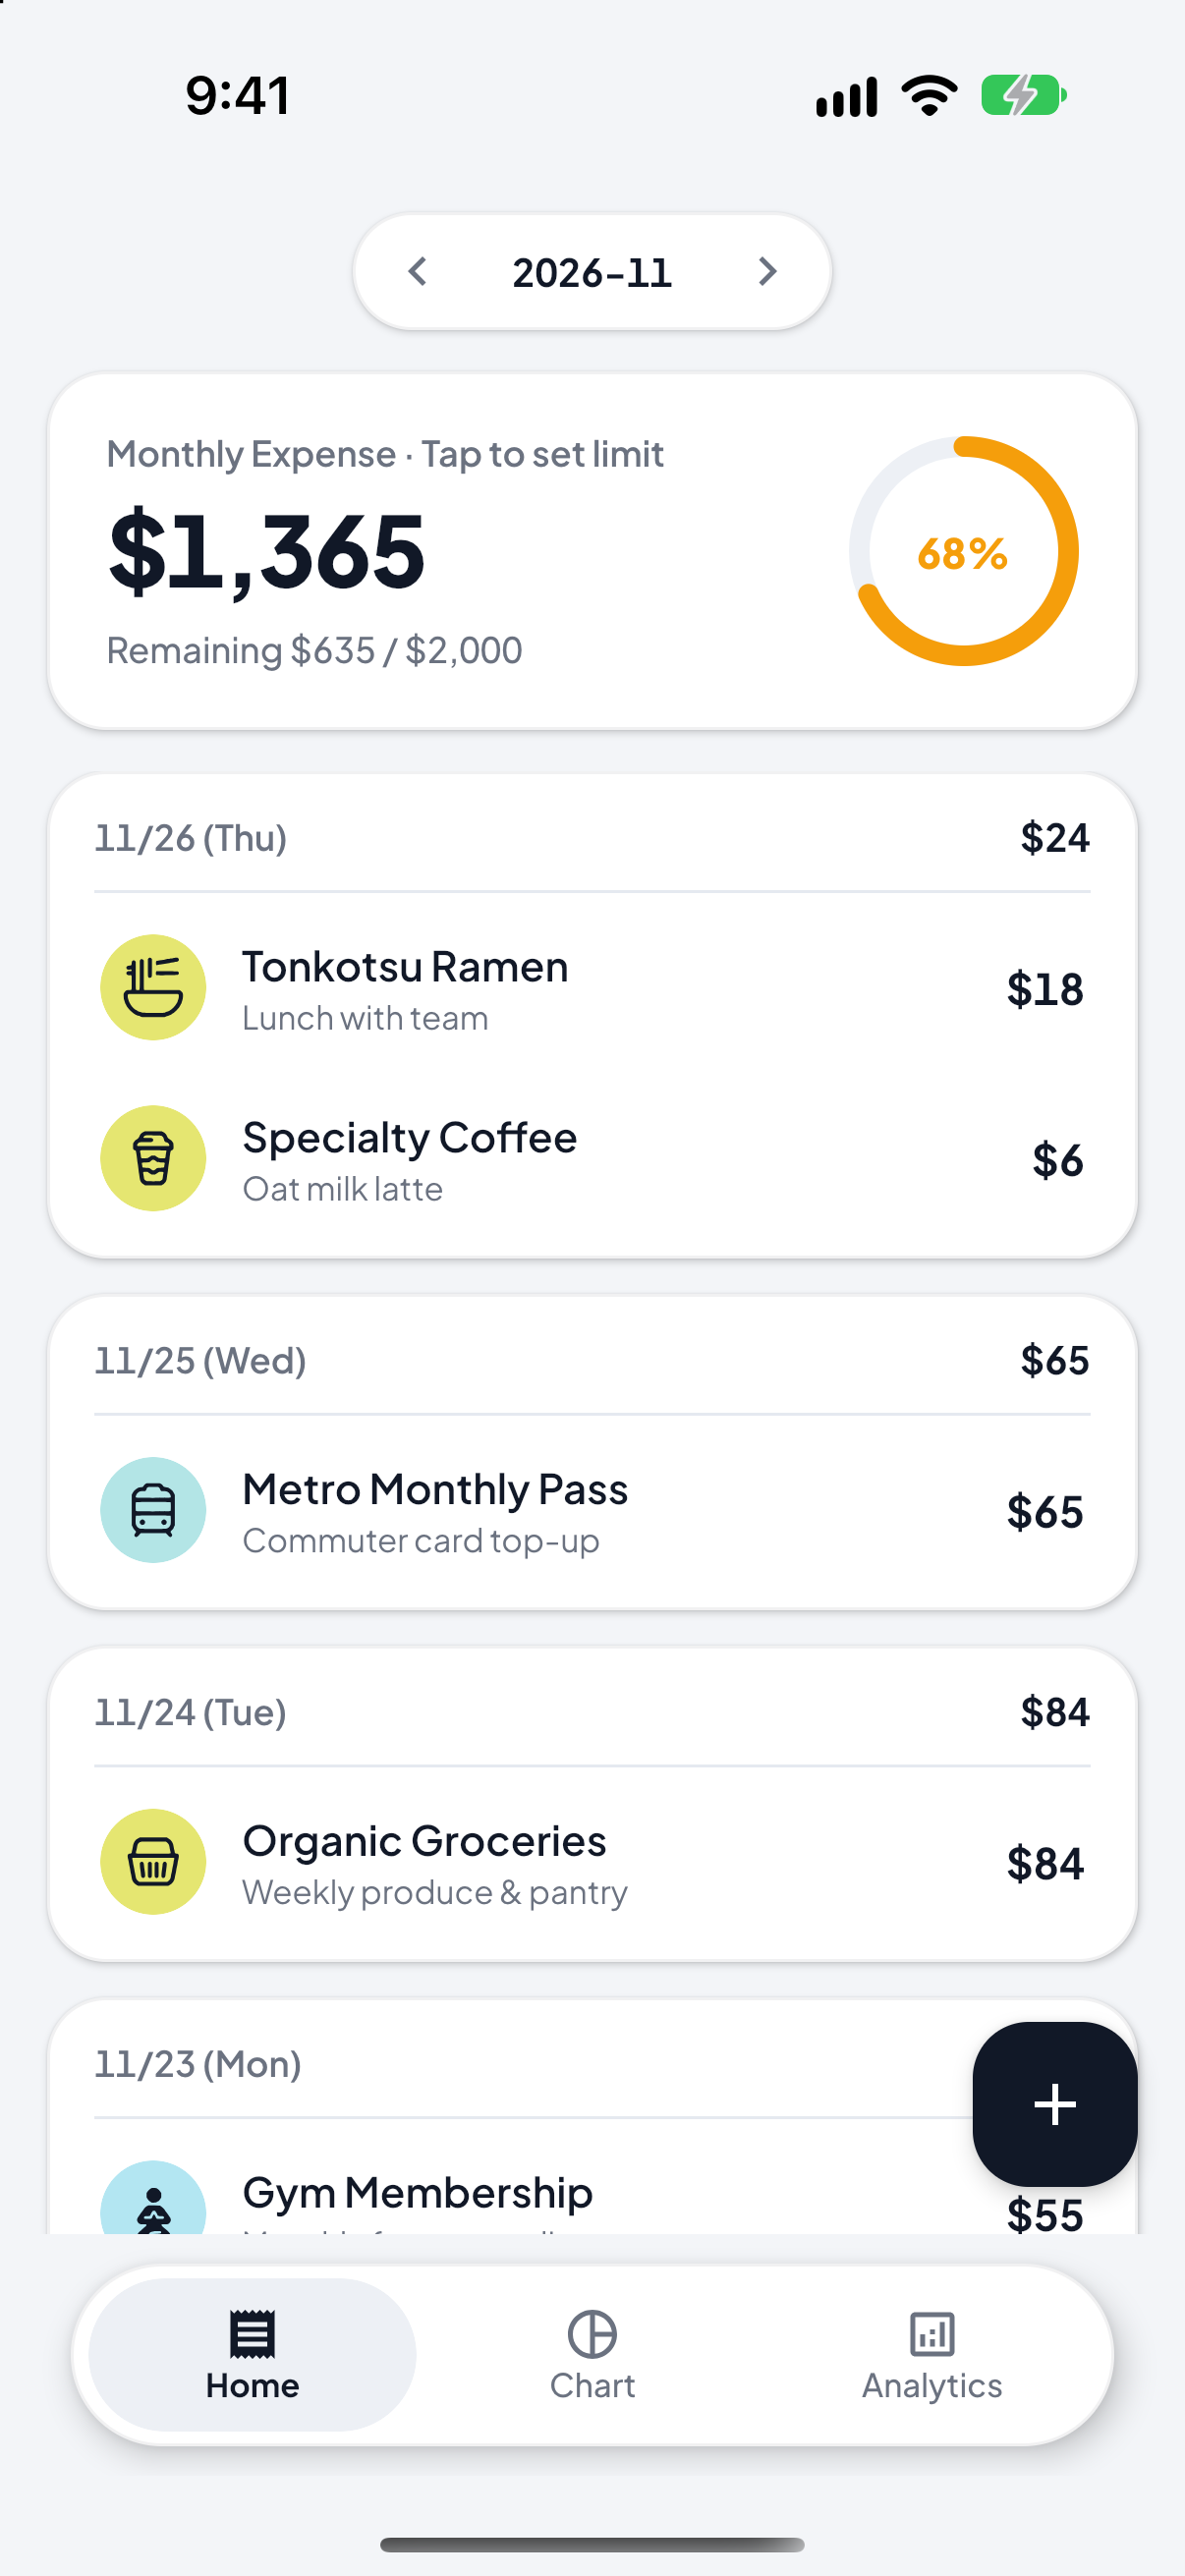 9:41
2026-11
Monthly Expense · Tap to set limit
$1,365
Remaining $635 / $2,000
68%
11/26 (Thu) $24
Tonkotsu Ramen
Lunch with team
$18
Specialty Coffee
Oat milk latte
$6
11/25 (Wed) $65
Metro Monthly Pass
Commuter card top-up
$65
11/24 (Tue) $84
Organic Groceries
Weekly produce & pantry
$84
11/23 (Mon)
Gym Membership
$55
Home
Chart
Analytics